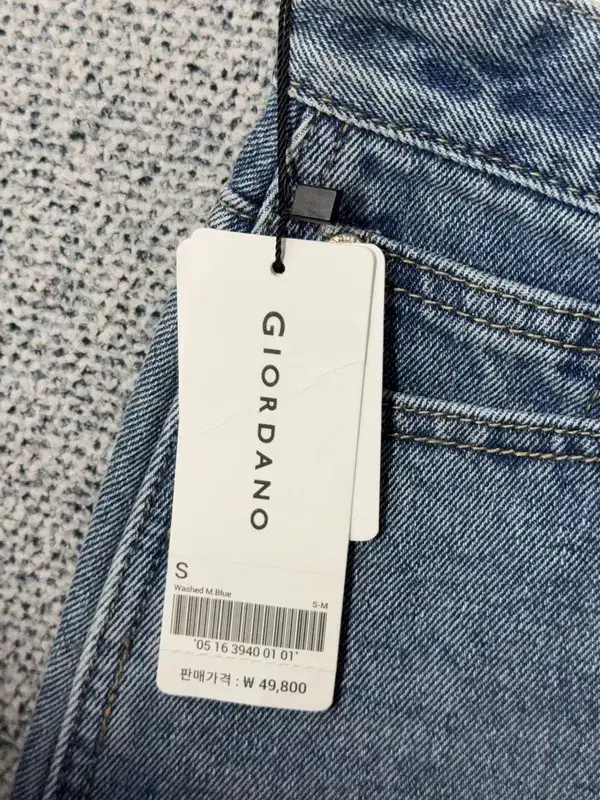 GIORDANO
S
Washed M.Blue
S-M
*05 16 3940 01 01*
판매가격 : ₩ 49,800